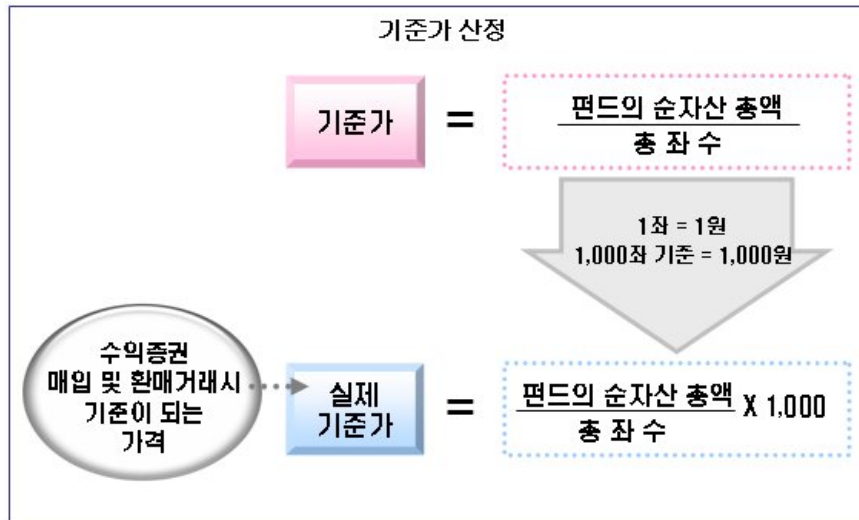 기준가 산정
기준가 = 펀드의 순자산 총액
총 좌 수
1좌 = 1원
1,000좌 기준 = 1,000원
수익증권
매입 및 환매거래시
기준이 되는
가격
실제
기준가
= 펀드의 순자산 총액 X 1,000
총 좌 수